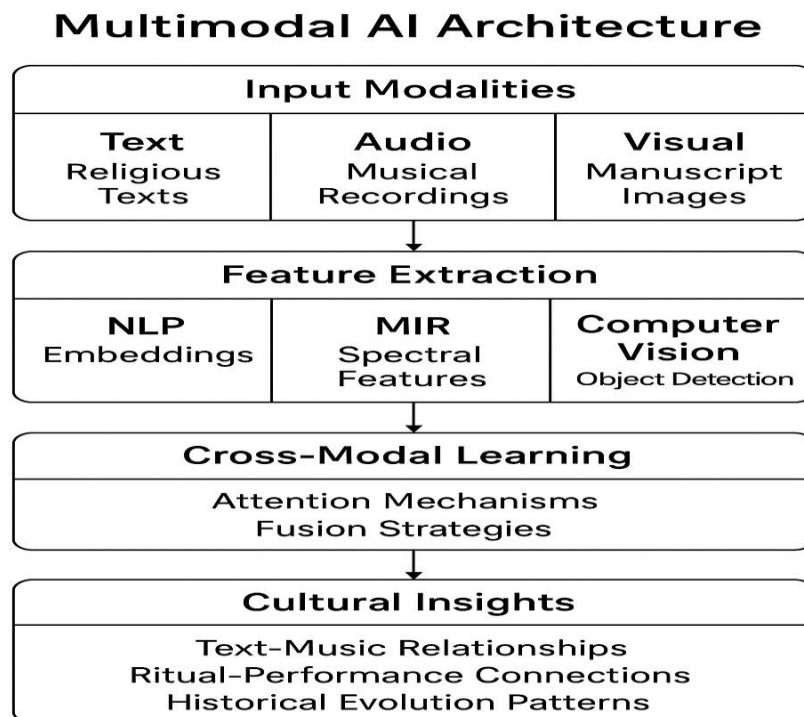 Multimodal AI Architecture
Input Modalities
Text
Religious
Texts
Audio
Musical
Recordings
Visual
Manuscript
Images
Feature Extraction
NLP
Embeddings
MIR
Spectral
Features
Computer
Vision
Object Detection
Cross-Modal Learning
Attention Mechanisms
Fusion Strategies
Cultural Insights
Text-Music Relationships
Ritual-Performance Connections
Historical Evolution Patterns